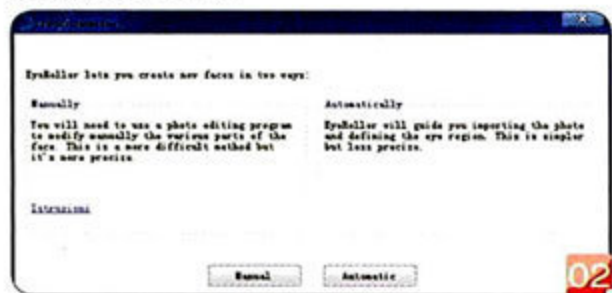 EyeRoller lets you create new faces in two ways:
Manually
You will need to use a photo editing program
to modify manually the various parts of the
face. This is a more difficult method but
it's more precise.
Automatically
EyeRoller will guide you importing the photo
and defining the eye region. This is simpler
but less precise.
Istruzioni
Manual
Automatic
02